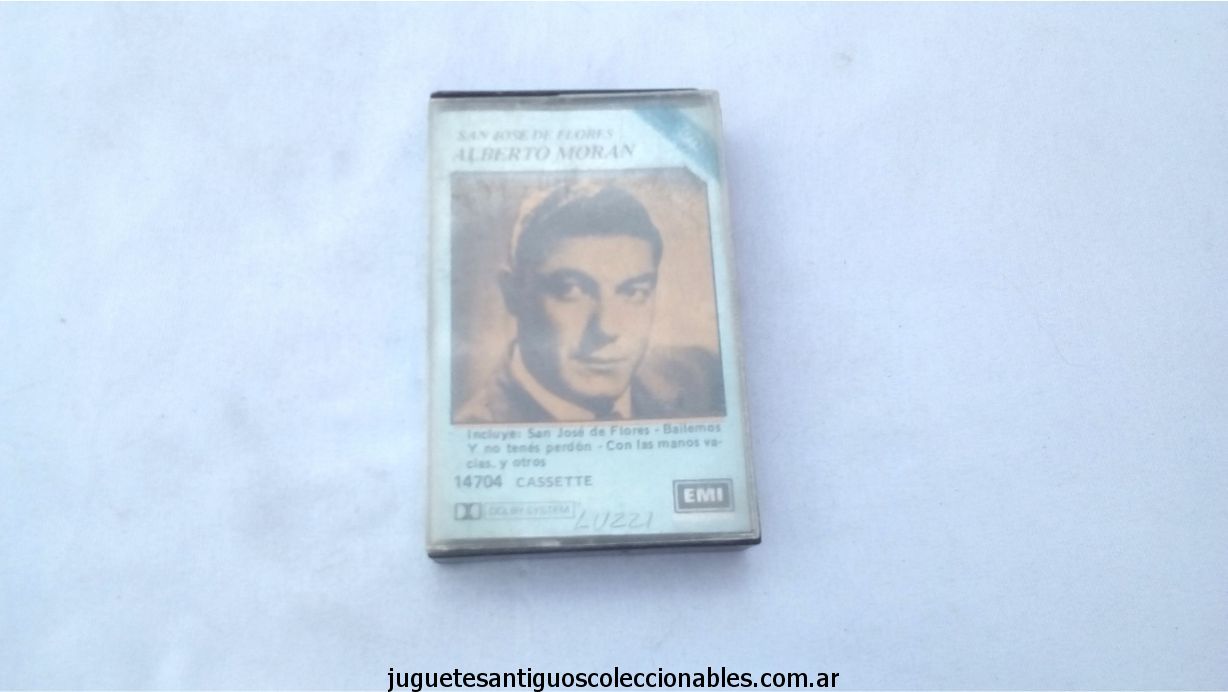 SAN JOSE DE FLORES
ALBERTO MORAN
Incluye: San José de Flores - Bailemos
Y no tenés perdón - Con las manos va-
cías, y otros
14704 CASSETTE
EMI
DOLBY SYSTEM
LUZZI
juguetesantiguoscoleccionables.com.ar